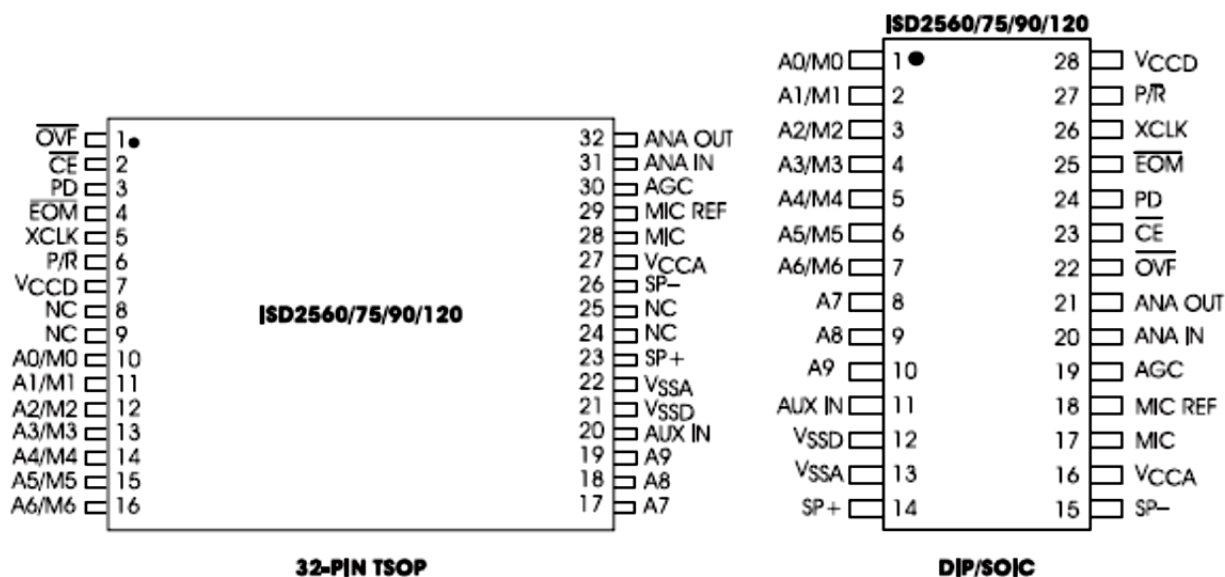 ISD2560/75/90/120
OVF 1 32 ANA OUT
CE 2 31 ANA IN
PD 3 30 AGC
EOM 4 29 MIC REF
XCLK 5 28 MIC
P/R 6 27 VCCA
VCCD 7 26 SP–
NC 8 25 NC
ISD2560/75/90/120
NC 9 24 NC
A0/M0 10 23 SP+
A1/M1 11 22 VSSA
A2/M2 12 21 VSSD
A3/M3 13 20 AUX IN
A4/M4 14 19 A9
A5/M5 15 18 A8
A6/M6 16 17 A7
32-PIN TSOP
A0/M0 1 28 VCCD
A1/M1 2 27 P/R
A2/M2 3 26 XCLK
A3/M3 4 25 EOM
A4/M4 5 24 PD
A5/M5 6 23 CE
A6/M6 7 22 OVF
A7 8 21 ANA OUT
A8 9 20 ANA IN
A9 10 19 AGC
AUX IN 11 18 MIC REF
VSSD 12 17 MIC
VSSA 13 16 VCCA
SP+ 14 15 SP–
DIP/SOIC